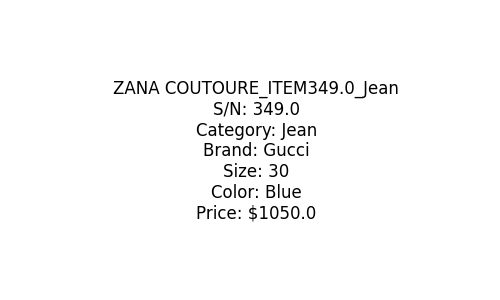 ZANA COUTOURE_ITEM349.0_Jean
S/N: 349.0
Category: Jean
Brand: Gucci
Size: 30
Color: Blue
Price: $1050.0